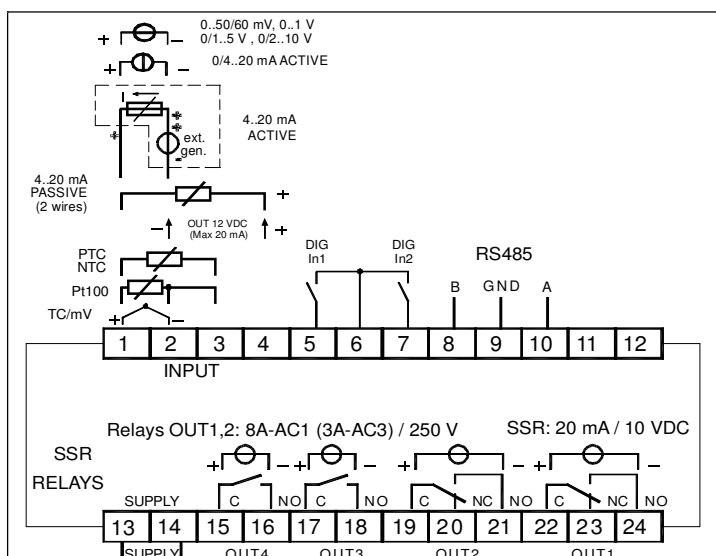 0..50/60 mV, 0..1 V
0/1..5 V , 0/2..10 V
+ −
0/4..20 mA ACTIVE
+ −
I
4..20 mA
ACTIVE
ext.
gen.
4..20 mA
PASSIVE
(2 wires)
+
− OUT 12 VDC +
(Max 20 mA)
PTC
NTC
Pt100
TC/mV + −
DIG
In1
DIG
In2
RS485
B GND A
1 2 3 4 5 6 7 8 9 10 11 12
INPUT
Relays OUT1,2: 8A-AC1 (3A-AC3) / 250 V SSR: 20 mA / 10 VDC
SSR
+ − + − + − + −
RELAYS
SUPPLY C NO C NO C NC NO C NC NO
13 14 15 16 17 18 19 20 21 22 23 24
SUPPLY OUT4 OUT3 OUT2 OUT1